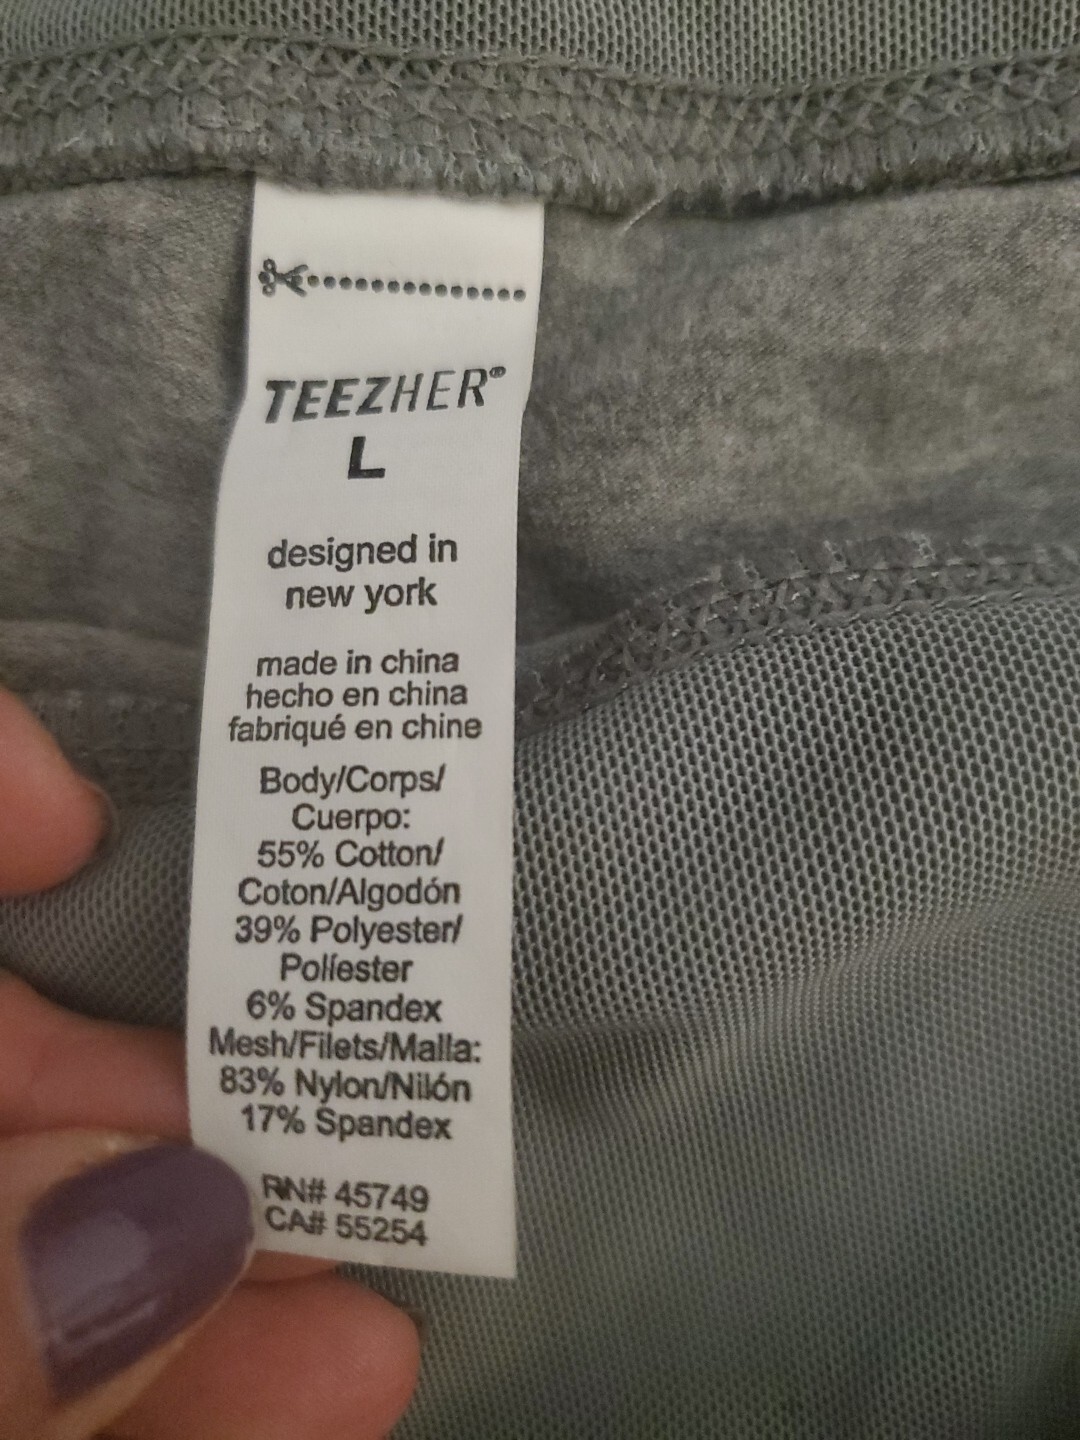 TEEZHER®
L
designed in
new york
made in china
hecho en china
fabriqué en chine
Body/Corps/
Cuerpo:
55% Cotton/
Coton/Algodón
39% Polyester/
Políester
6% Spandex
Mesh/Filets/Malla:
83% Nylon/Nilón
17% Spandex
RN# 45749
CA# 55254